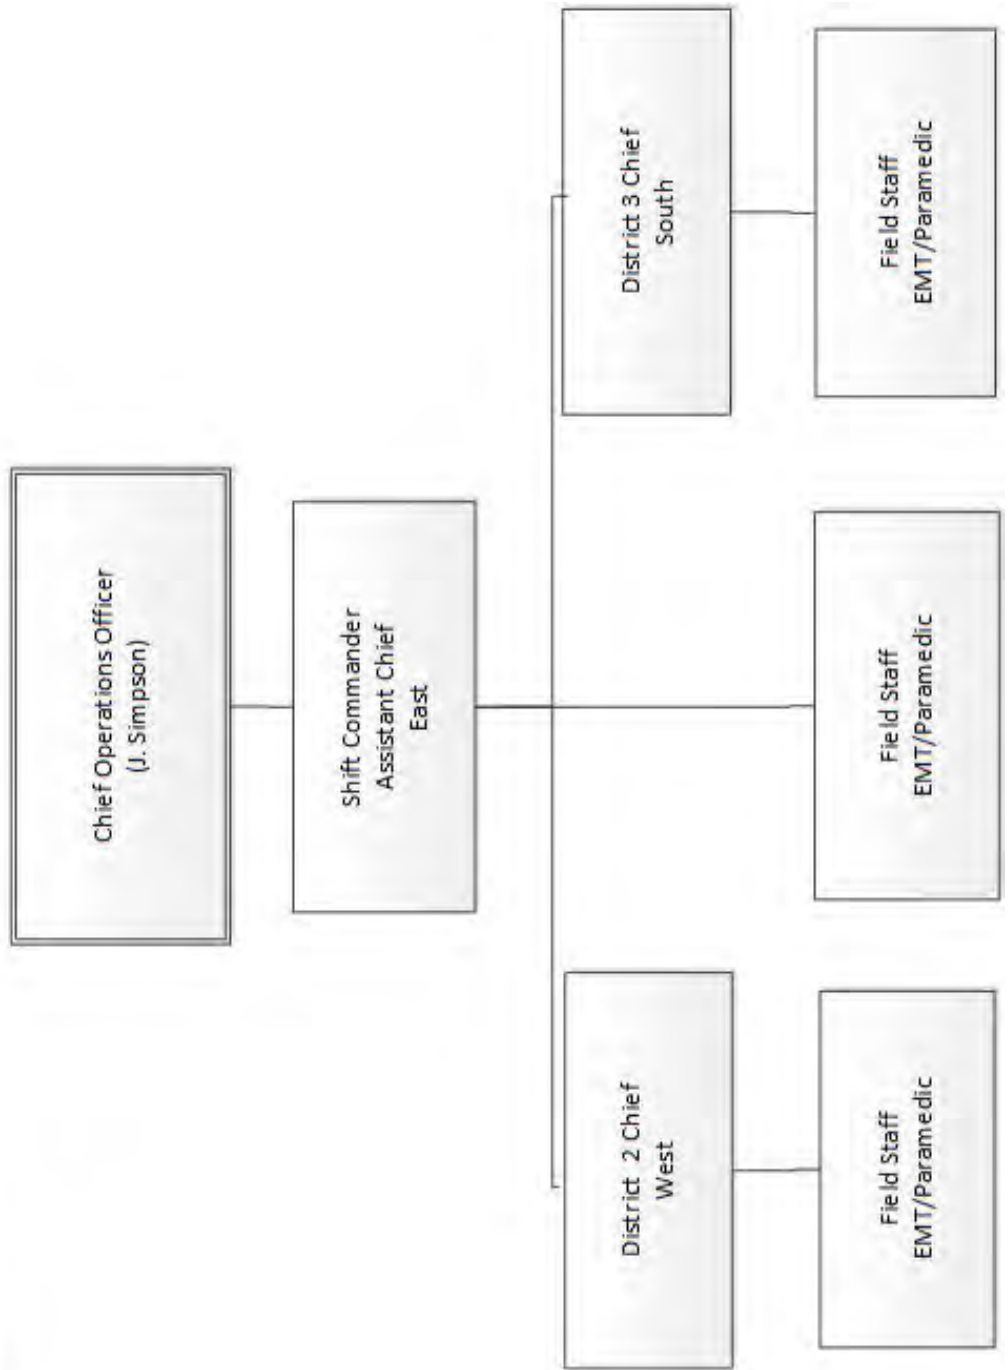 Chief Operations Officer
(J. Simpson)
Shift Commander
Assistant Chief
East
District 2 Chief
West
District 3 Chief
South
Field Staff
EMT/Paramedic
Field Staff
EMT/Paramedic
Field Staff
EMT/Paramedic